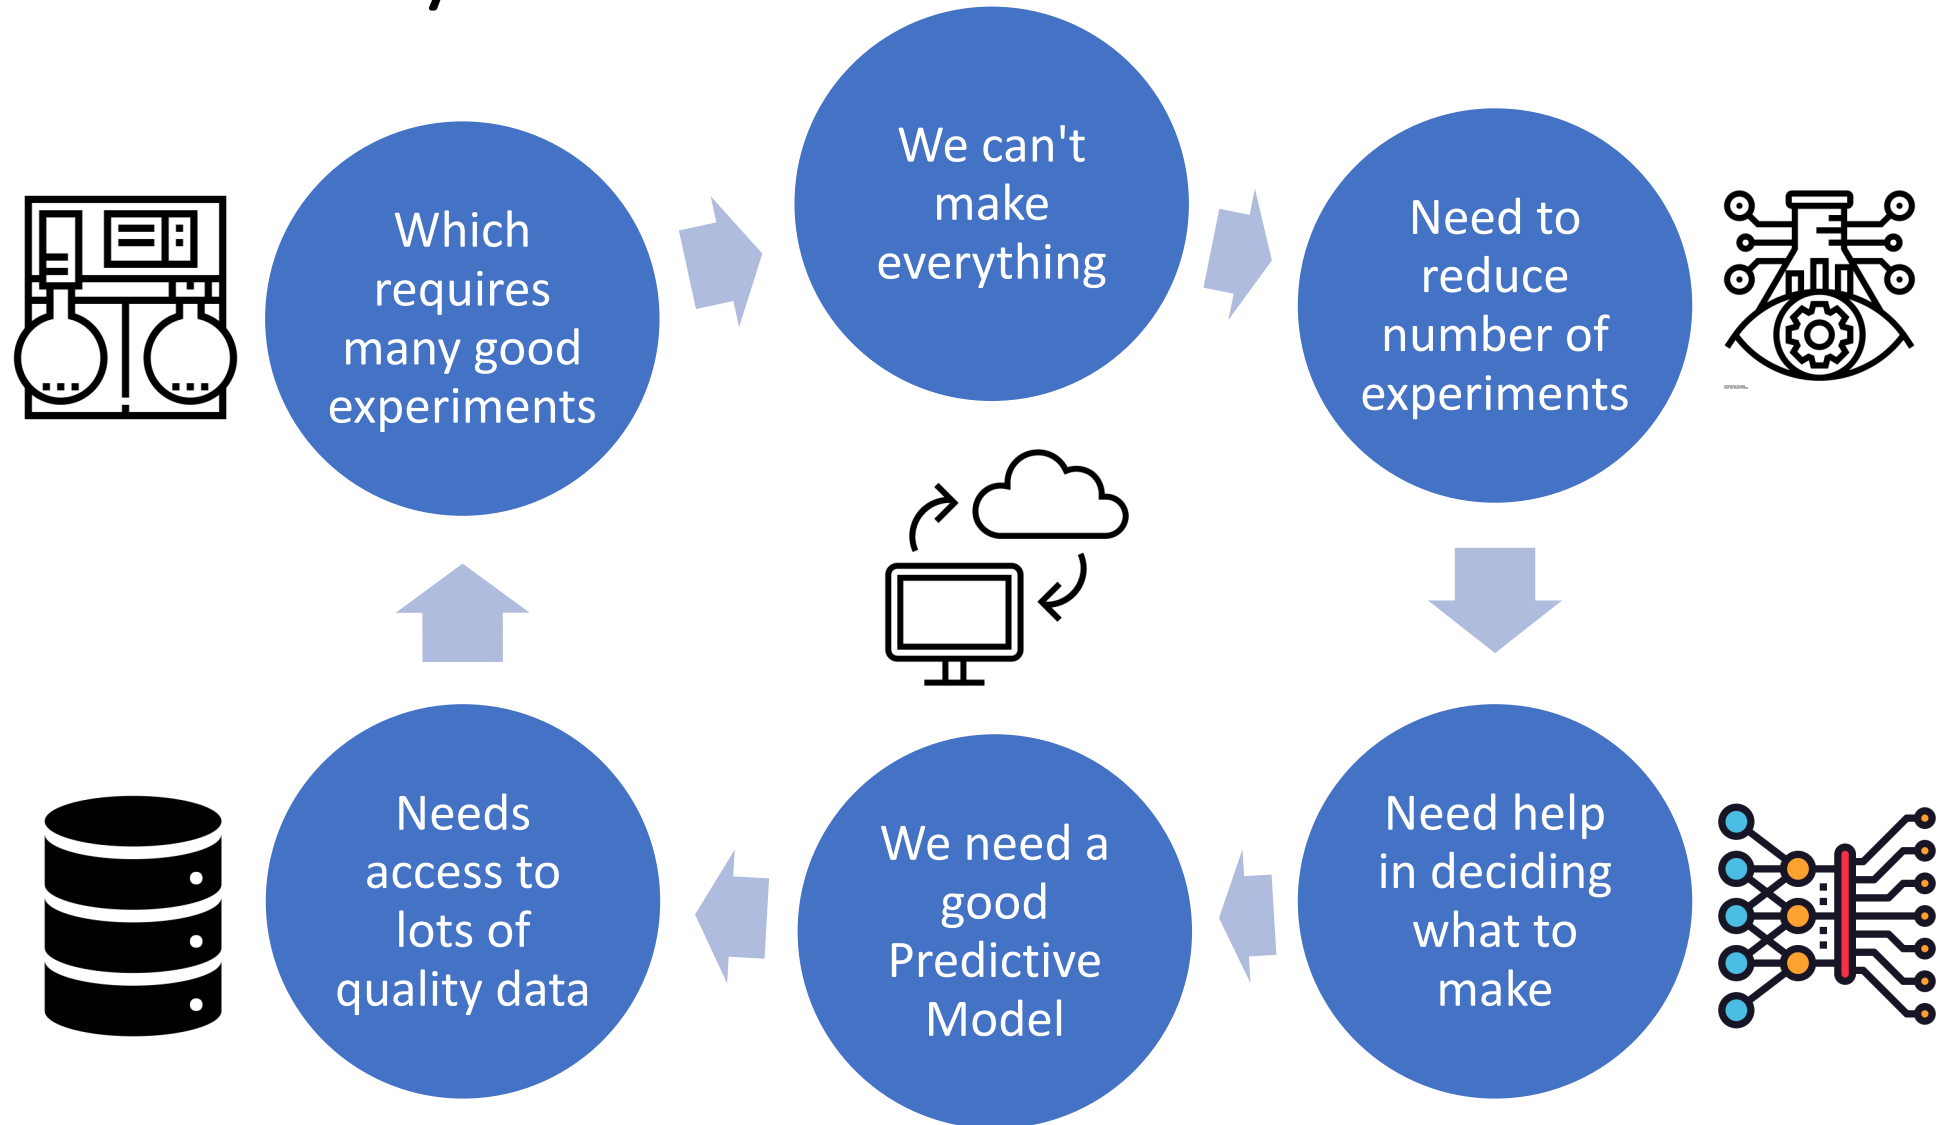 We can't
make
everything
Need to
reduce
number of
experiments
Need help
in deciding
what to
make
We need a
good
Predictive
Model
Needs
access to
lots of
quality data
Which
requires
many good
experiments